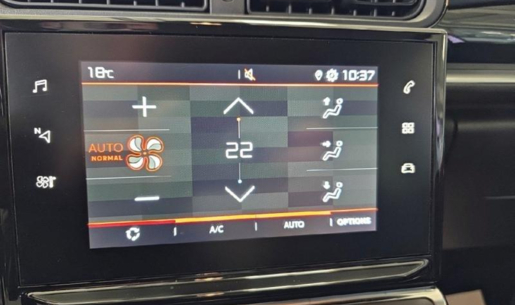 18°C 10:37
N
AUTO
NORMAL
22
A/C AUTO OPTIONS